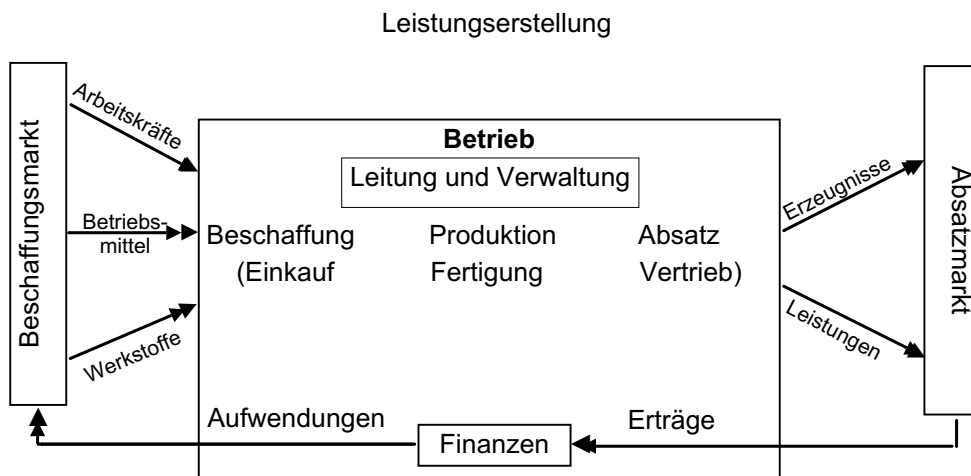 Leistungserstellung
Beschaffungsmarkt
Arbeitskräfte
Betriebs-
mittel
Werkstoffe
Betrieb
Leitung und Verwaltung
Beschaffung Produktion Absatz
(Einkauf Fertigung Vertrieb)
Erzeugnisse
Leistungen
Absatzmarkt
Aufwendungen
Finanzen
Erträge